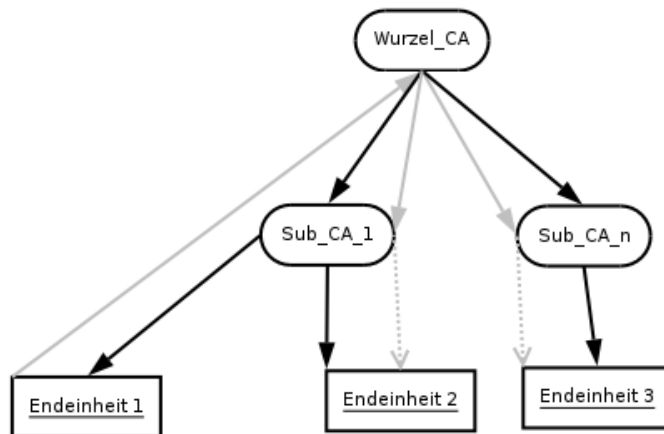 Wurzel_CA
Sub_CA_1
Sub_CA_n
Endeinheit 1
Endeinheit 2
Endeinheit 3